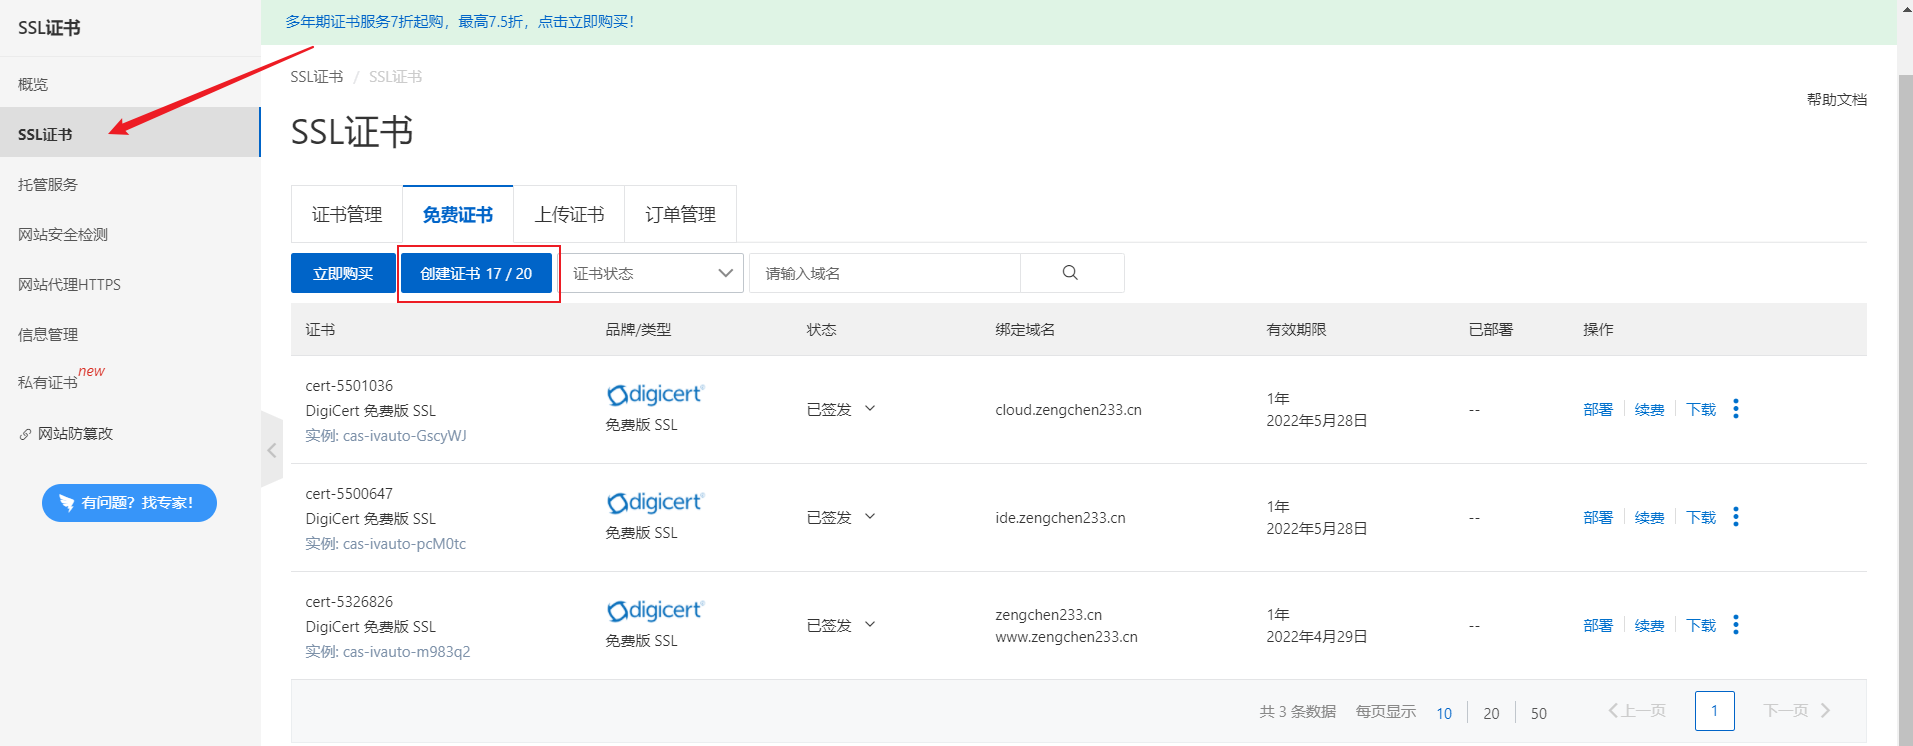 SSL证书
概览
SSL证书
托管服务
网站安全检测
网站代理HTTPS
信息管理
私有证书 new
网站防篡改
有问题？找专家！
多年期证书服务7折起购，最高7.5折，点击立即购买！
SSL证书 / SSL证书
帮助文档
SSL证书
证书管理 免费证书 上传证书 订单管理
立即购买 创建证书 17 / 20 证书状态 请输入域名
证书 品牌/类型 状态 绑定域名 有效期限 已部署 操作
cert-5501036
DigiCert 免费版 SSL
实例: cas-ivauto-GscyWJ
digicert
免费版 SSL
已签发
cloud.zengchen233.cn
1年
2022年5月28日
--
部署 续费 下载
cert-5500647
DigiCert 免费版 SSL
实例: cas-ivauto-pcM0tc
digicert
免费版 SSL
已签发
ide.zengchen233.cn
1年
2022年5月28日
--
部署 续费 下载
cert-5326826
DigiCert 免费版 SSL
实例: cas-ivauto-m983q2
digicert
免费版 SSL
已签发
zengchen233.cn
www.zengchen233.cn
1年
2022年4月29日
--
部署 续费 下载
共 3 条数据 每页显示 10 20 50 上一页 1 下一页